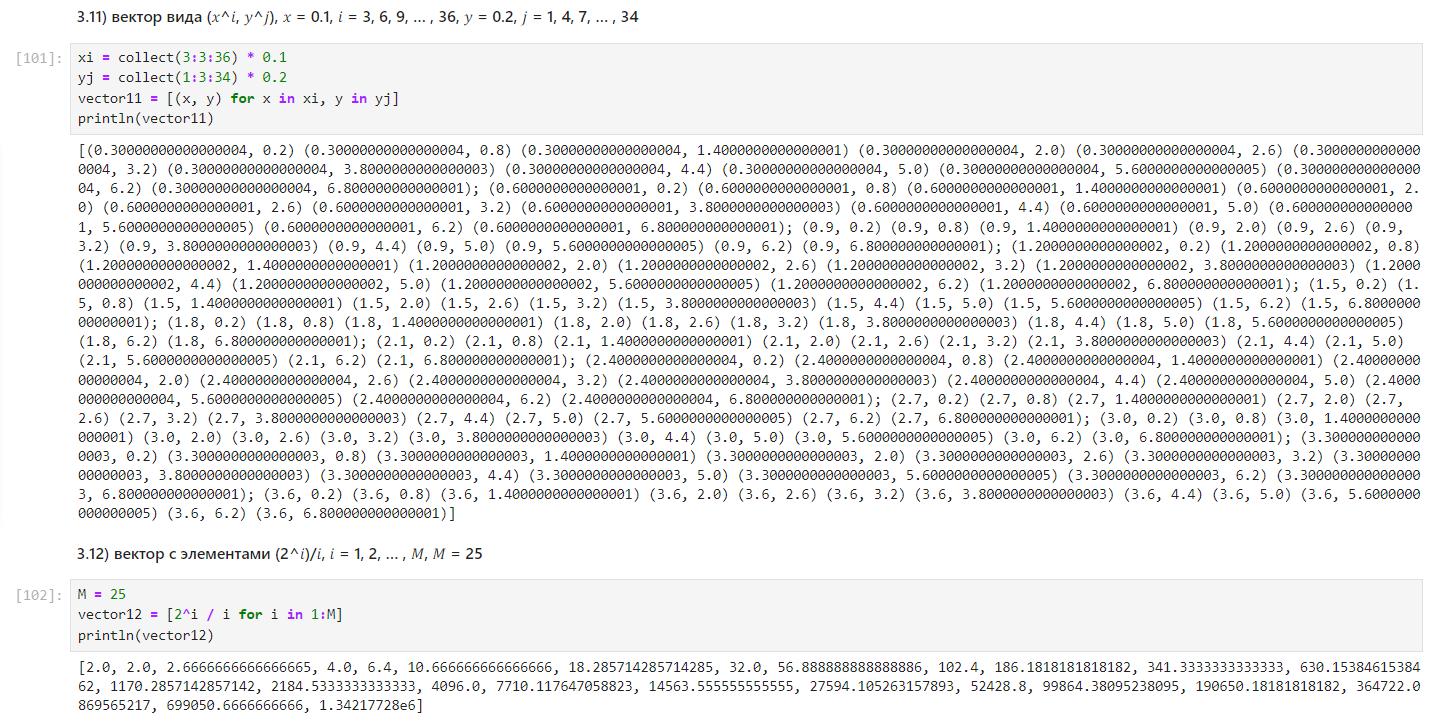 3.11) вектор вида (x^i, y^j), x = 0.1, i = 3, 6, 9, … , 36, y = 0.2, j = 1, 4, 7, … , 34
[101]:
xi = collect(3:3:36) * 0.1
yj = collect(1:3:34) * 0.2
vector11 = [(x, y) for x in xi, y in yj]
println(vector11)
[(0.30000000000000004, 0.2) (0.30000000000000004, 0.8) (0.30000000000000004, 1.4000000000000001) (0.30000000000000004, 2.0) (0.30000000000000004, 2.6) (0.3000000000000
0004, 3.2) (0.30000000000000004, 3.8000000000000003) (0.30000000000000004, 4.4) (0.30000000000000004, 5.0) (0.30000000000000004, 5.6000000000000005) (0.300000000000000
04, 6.2) (0.30000000000000004, 6.800000000000001); (0.6000000000000001, 0.2) (0.6000000000000001, 0.8) (0.6000000000000001, 1.4000000000000001) (0.6000000000000001, 2.
0) (0.6000000000000001, 2.6) (0.6000000000000001, 3.2) (0.6000000000000001, 3.8000000000000003) (0.6000000000000001, 4.4) (0.6000000000000001, 5.0) (0.600000000000000
1, 5.6000000000000005) (0.6000000000000001, 6.2) (0.6000000000000001, 6.800000000000001); (0.9, 0.2) (0.9, 0.8) (0.9, 1.4000000000000001) (0.9, 2.0) (0.9, 2.6) (0.9,
3.2) (0.9, 3.8000000000000003) (0.9, 4.4) (0.9, 5.0) (0.9, 5.6000000000000005) (0.9, 6.2) (0.9, 6.800000000000001); (1.2000000000000002, 0.2) (1.2000000000000002, 0.8)
(1.2000000000000002, 1.4000000000000001) (1.2000000000000002, 2.0) (1.2000000000000002, 2.6) (1.2000000000000002, 3.2) (1.2000000000000002, 3.8000000000000003) (1.2000
000000000002, 4.4) (1.2000000000000002, 5.0) (1.2000000000000002, 5.6000000000000005) (1.2000000000000002, 6.2) (1.2000000000000002, 6.800000000000001); (1.5, 0.2) (1.
5, 0.8) (1.5, 1.4000000000000001) (1.5, 2.0) (1.5, 2.6) (1.5, 3.2) (1.5, 3.8000000000000003) (1.5, 4.4) (1.5, 5.0) (1.5, 5.6000000000000005) (1.5, 6.2) (1.5, 6.80000000
0000001); (1.8, 0.2) (1.8, 0.8) (1.8, 1.4000000000000001) (1.8, 2.0) (1.8, 2.6) (1.8, 3.2) (1.8, 3.8000000000000003) (1.8, 4.4) (1.8, 5.0) (1.8, 5.6000000000000005)
(1.8, 6.2) (1.8, 6.800000000000001); (2.1, 0.2) (2.1, 0.8) (2.1, 1.4000000000000001) (2.1, 2.0) (2.1, 2.6) (2.1, 3.2) (2.1, 3.8000000000000003) (2.1, 4.4) (2.1, 5.0)
(2.1, 5.6000000000000005) (2.1, 6.2) (2.1, 6.800000000000001); (2.4000000000000004, 0.2) (2.4000000000000004, 0.8) (2.4000000000000004, 1.4000000000000001) (2.40000000
00000004, 2.0) (2.4000000000000004, 2.6) (2.4000000000000004, 3.2) (2.4000000000000004, 3.8000000000000003) (2.4000000000000004, 4.4) (2.4000000000000004, 5.0) (2.4000
000000000004, 5.6000000000000005) (2.4000000000000004, 6.2) (2.4000000000000004, 6.800000000000001); (2.7, 0.2) (2.7, 0.8) (2.7, 1.4000000000000001) (2.7, 2.0) (2.7,
2.6) (2.7, 3.2) (2.7, 3.8000000000000003) (2.7, 4.4) (2.7, 5.0) (2.7, 5.6000000000000005) (2.7, 6.2) (2.7, 6.800000000000001); (3.0, 0.2) (3.0, 0.8) (3.0, 1.4000000000
000001) (3.0, 2.0) (3.0, 2.6) (3.0, 3.2) (3.0, 3.8000000000000003) (3.0, 4.4) (3.0, 5.0) (3.0, 5.6000000000000005) (3.0, 6.2) (3.0, 6.800000000000001); (3.300000000000
0003, 0.2) (3.3000000000000003, 0.8) (3.3000000000000003, 1.4000000000000001) (3.3000000000000003, 2.0) (3.3000000000000003, 2.6) (3.3000000000000003, 3.2) (3.30000000
00000003, 3.8000000000000003) (3.3000000000000003, 4.4) (3.3000000000000003, 5.0) (3.3000000000000003, 5.6000000000000005) (3.3000000000000003, 6.2) (3.300000000000000
3, 6.800000000000001); (3.6, 0.2) (3.6, 0.8) (3.6, 1.4000000000000001) (3.6, 2.0) (3.6, 2.6) (3.6, 3.2) (3.6, 3.8000000000000003) (3.6, 4.4) (3.6, 5.0) (3.6, 5.6000000
000000005) (3.6, 6.2) (3.6, 6.800000000000001)]
3.12) вектор с элементами (2^i)/i, i = 1, 2, … , M, M = 25
[102]:
M = 25
vector12 = [2^i / i for i in 1:M]
println(vector12)
[2.0, 2.0, 2.6666666666666665, 4.0, 6.4, 10.666666666666666, 18.285714285714285, 32.0, 56.888888888888886, 102.4, 186.1818181818182, 341.3333333333333, 630.15384615384
62, 1170.2857142857142, 2184.5333333333333, 4096.0, 7710.117647058823, 14563.555555555555, 27594.105263157893, 52428.8, 99864.38095238095, 190650.18181818182, 364722.0
869565217, 699050.6666666666, 1.34217728e6]